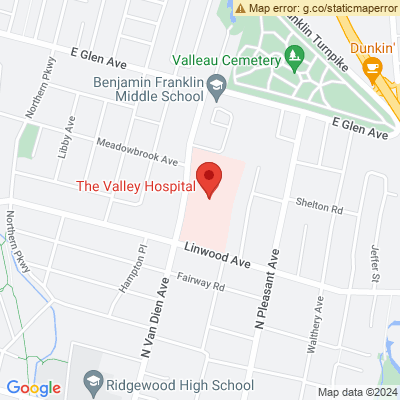 Map error: g.co/staticmaperror
E Glen Ave
Valleau Cemetery
Franklin Turnpike
Dunkin'
Benjamin Franklin
Middle School
Northern Pkwy
Libby Ave
E Glen Ave
Meadowbrook Ave
The Valley Hospital
Shelton Rd
Northern Pkwy
Hampton Pl
Linwood Ave
Jeffer St
Fairway Rd
N Pleasant Ave
Walthery Ave
N Van Dien Ave
Ridgewood High School
Google
Map data ©2024